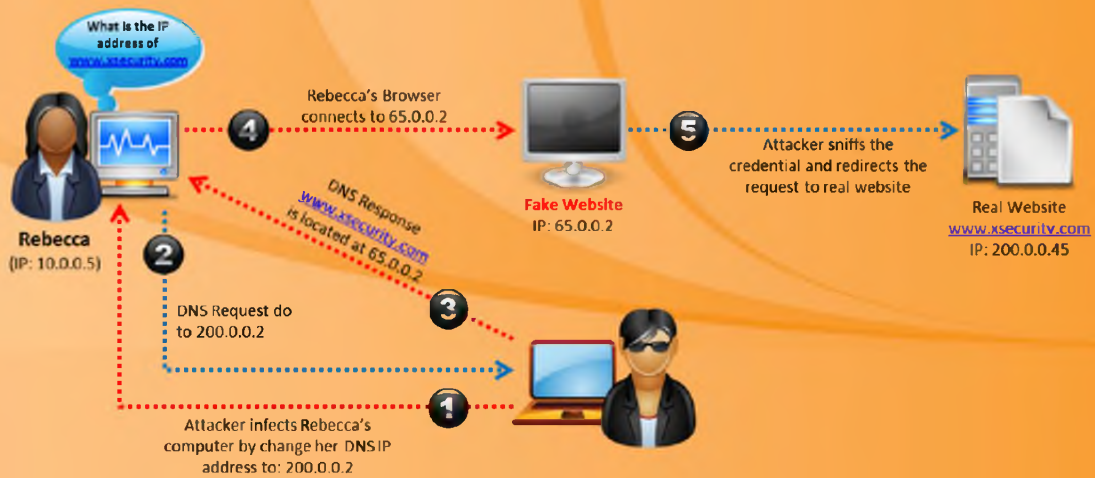 What is the IP
address of
www.xsecurity.com
4
Rebecca's Browser
connects to 65.0.0.2
5
Attacker sniffs the
credential and redirects the
request to real website
Fake Website
IP: 65.0.0.2
Real Website
www.xsecurity.com
IP: 200.0.0.45
Rebecca
(IP: 10.0.0.5)
2
DNS Response
www.xsecurity.com
is located at 65.0.0.2
3
DNS Request do
to 200.0.0.2
1
Attacker infects Rebecca's
computer by change her DNS IP
address to: 200.0.0.2